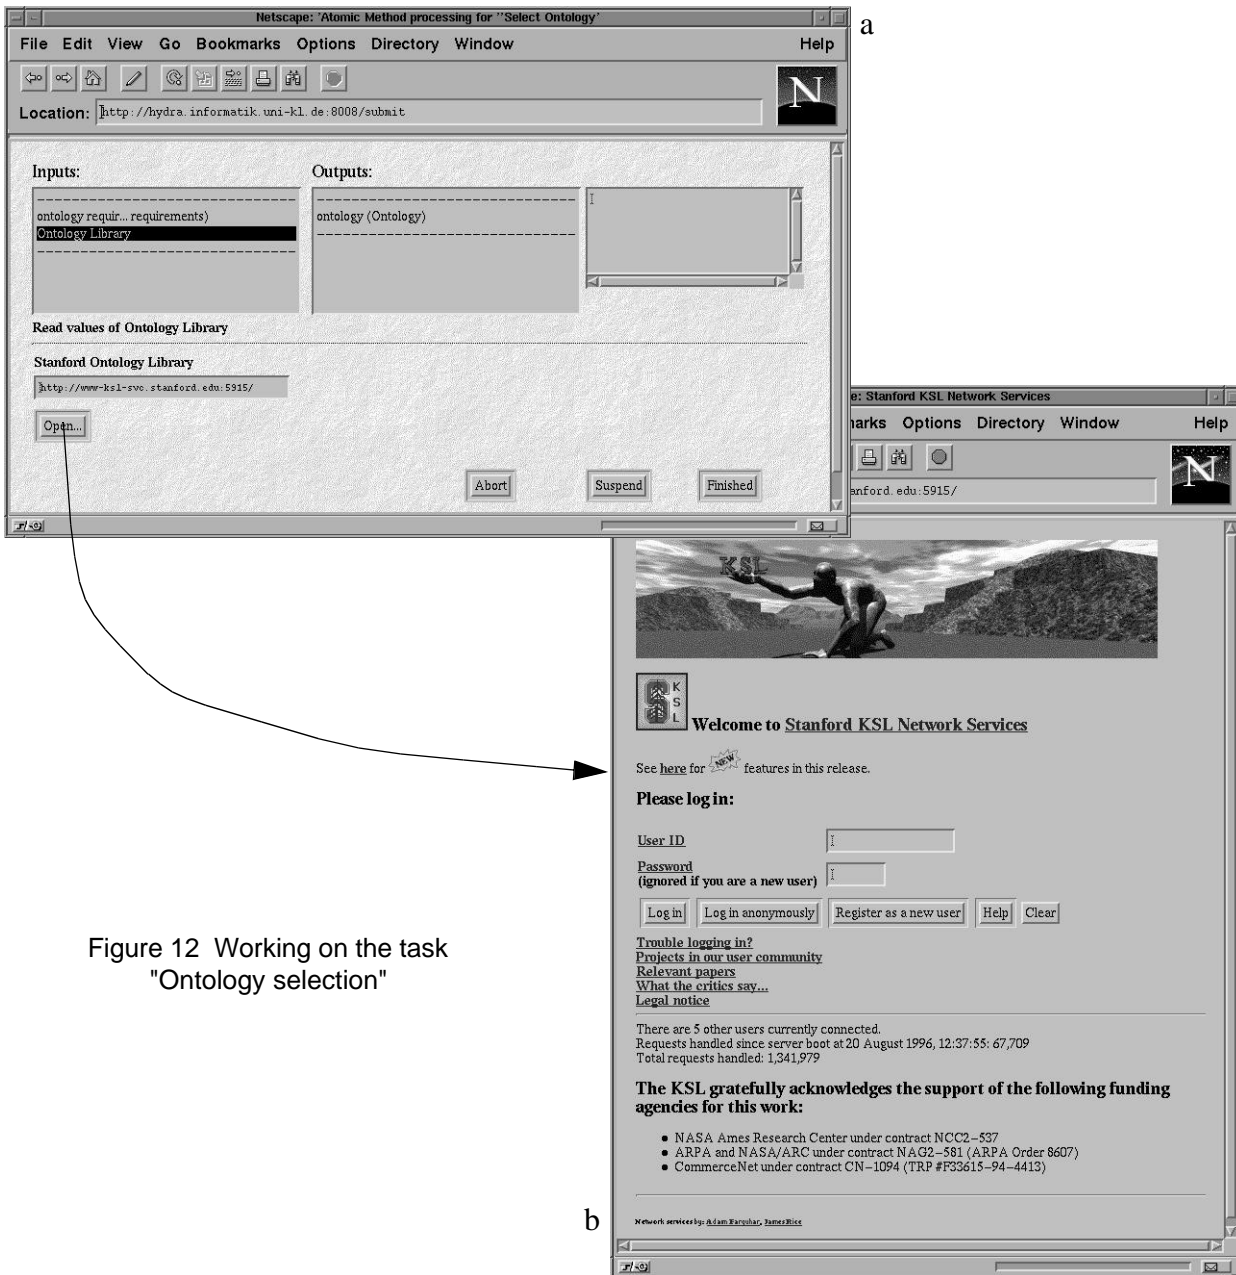 Netscape: 'Atomic Method processing for ''Select Ontology'
a
File Edit View Go Bookmarks Options Directory Window Help
N
Location: http://hydra.informatik.uni-kl.de:8008/submit
Inputs: Outputs:
ontology requir... requirements) ontology (Ontology)
Ontology Library
Read values of Ontology Library
Stanford Ontology Library
http://www-ksl-svc.stanford.edu:5915/
Open...
Abort Suspend Finished
e: Stanford KSL Network Services
narks Options Directory Window Help
N
anford.edu:5915/
KSL
KSL
Welcome to Stanford KSL Network Services
See here for NEW features in this release.
Please log in:
User ID
Password
(ignored if you are a new user)
Log in Log in anonymously Register as a new user Help Clear
Trouble logging in?
Projects in our user community
Relevant papers
What the critics say...
Legal notice
There are 5 other users currently connected.
Requests handled since server boot at 20 August 1996, 12:37:55: 67,709
Total requests handled: 1,341,979
The KSL gratefully acknowledges the support of the following funding
agencies for this work:
• NASA Ames Research Center under contract NCC2-537
• ARPA and NASA/ARC under contract NAG2-581 (ARPA Order 8607)
• CommerceNet under contract CN-1094 (TRP #F33615-94-4413)
Network services by: Adam Farquhar, James Rice
b
Figure 12 Working on the task
"Ontology selection"